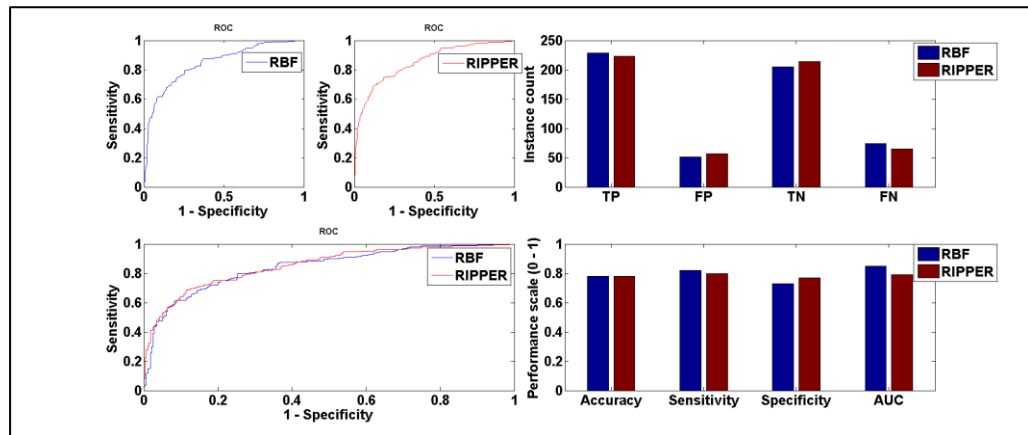 ROC
1
0.8
0.6
0.4
0.2
0
Sensitivity
RBF
0
0.5
1
1 - Specificity
ROC
1
0.8
0.6
0.4
0.2
0
Sensitivity
RIPPER
0
0.5
1
1 - Specificity
250
200
150
100
50
0
Instance count
RBF
RIPPER
TP
FP
TN
FN
ROC
1
0.8
0.6
0.4
0.2
0
Sensitivity
RBF
RIPPER
0
0.2
0.4
0.6
0.8
1
1 - Specificity
1
0.8
0.6
0.4
0.2
0
Performance scale (0 - 1)
RBF
RIPPER
Accuracy
Sensitivity
Specificity
AUC